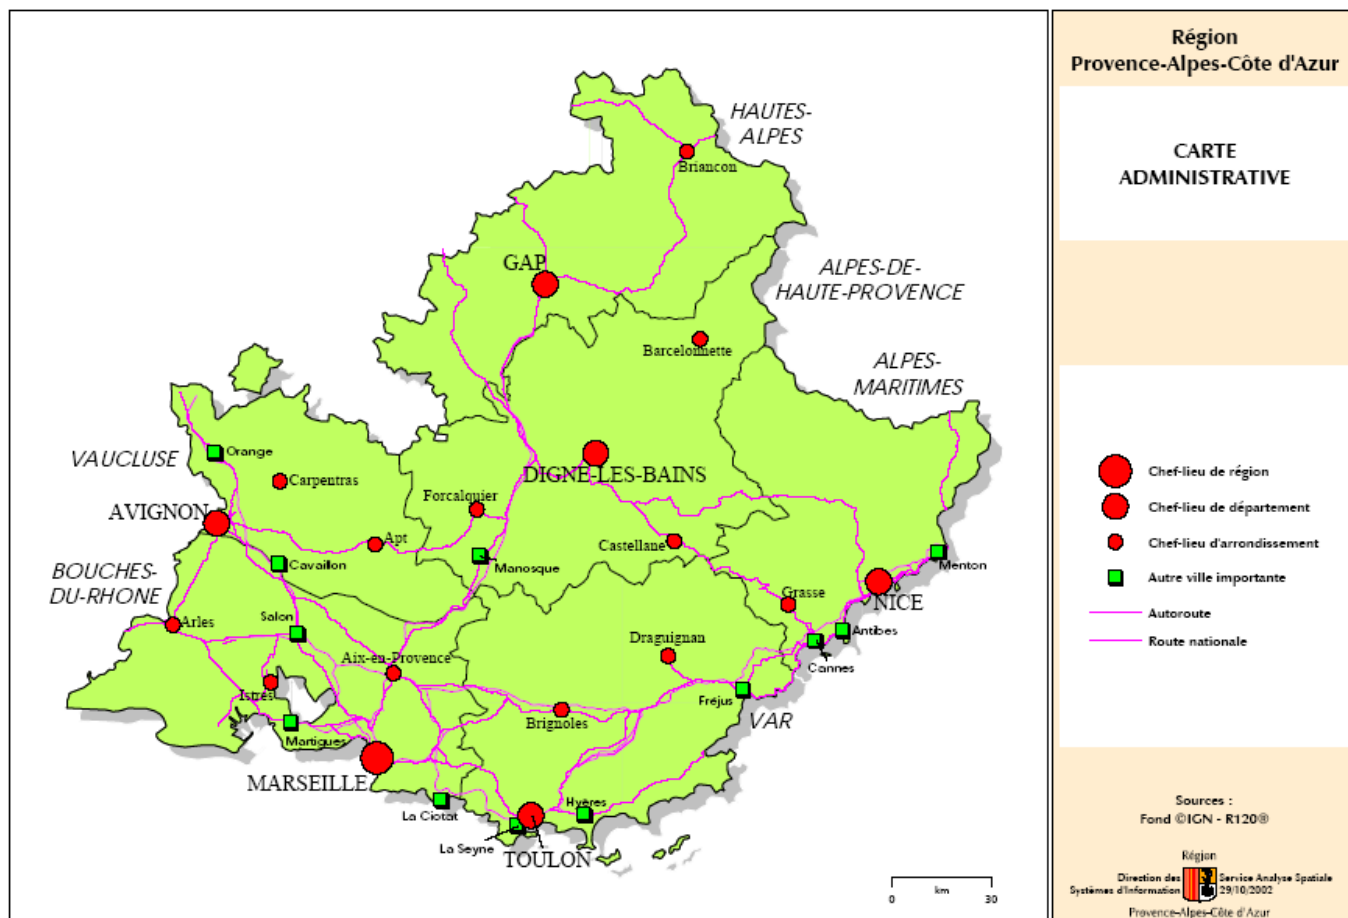 Région
Provence-Alpes-Côte d'Azur
CARTE
ADMINISTRATIVE
HAUTES-
ALPES
Briancon
GAP
ALPES-DE-
HAUTE-PROVENCE
Barcelonnette
ALPES-
MARITIMES
VAUCLUSE
Orange
Carpentras
DIGNE-LES-BAINS
Forcalquier
AVIGNON
Apt
Castellane
Cavaillon
Manosque
Menton
BOUCHES-
DU-RHONE
Grasse
NICE
Arles
Salon
Antibes
Draguignan
Aix-en-Provence
Cannes
Istres
Fréjus
Brignoles
VAR
Martigues
MARSEILLE
Hyères
La Ciotat
La Seyne
TOULON
km
0
30
Chef-lieu de région
Chef-lieu de département
Chef-lieu d'arrondissement
Autre ville importante
Autoroute
Route nationale
Sources :
Fond ©IGN - R120®
Région
Direction des Service Analyse Spatiale
Systèmes d'Information 29/10/2002
Provence-Alpes-Côte d'Azur